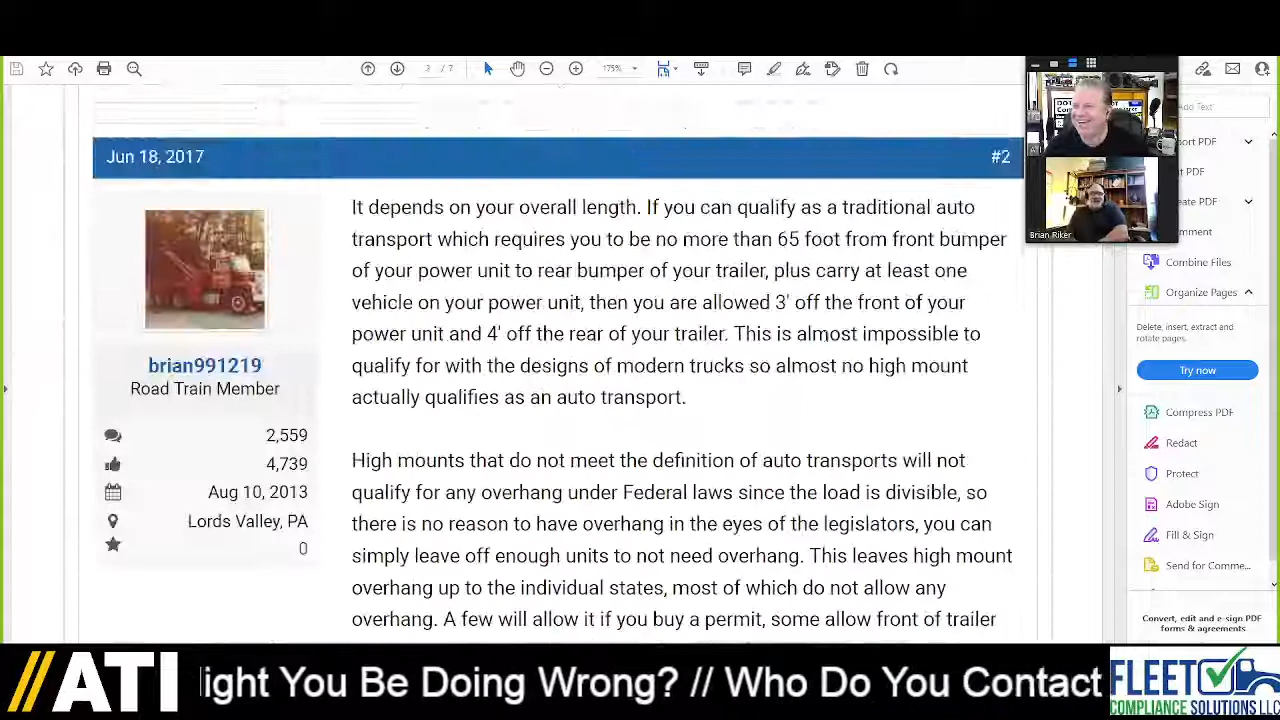 2 / 7
175%
Add Text
Jun 18, 2017
#2
It depends on your overall length. If you can qualify as a traditional auto
transport which requires you to be no more than 65 foot from front bumper
of your power unit to rear bumper of your trailer, plus carry at least one
vehicle on your power unit, then you are allowed 3' off the front of your
power unit and 4' off the rear of your trailer. This is almost impossible to
qualify for with the designs of modern trucks so almost no high mount
actually qualifies as an auto transport.
brian991219
Road Train Member
2,559
4,739
Aug 10, 2013
Lords Valley, PA
0
High mounts that do not meet the definition of auto transports will not
qualify for any overhang under Federal laws since the load is divisible, so
there is no reason to have overhang in the eyes of the legislators, you can
simply leave off enough units to not need overhang. This leaves high mount
overhang up to the individual states, most of which do not allow any
overhang. A few will allow it if you buy a permit, some allow front of trailer
Brian Riker
port PDF
PDF
eate PDF
mment
Combine Files
Organize Pages
Delete, insert, extract and
rotate pages.
Try now
Compress PDF
Redact
Protect
Adobe Sign
Fill & Sign
Send for Comme...
Convert, edit and e-sign PDF
forms & agreements
//ATI
ight You Be Doing Wrong? // Who Do You Contact
FLEET
COMPLIANCE SOLUTIONS LLC